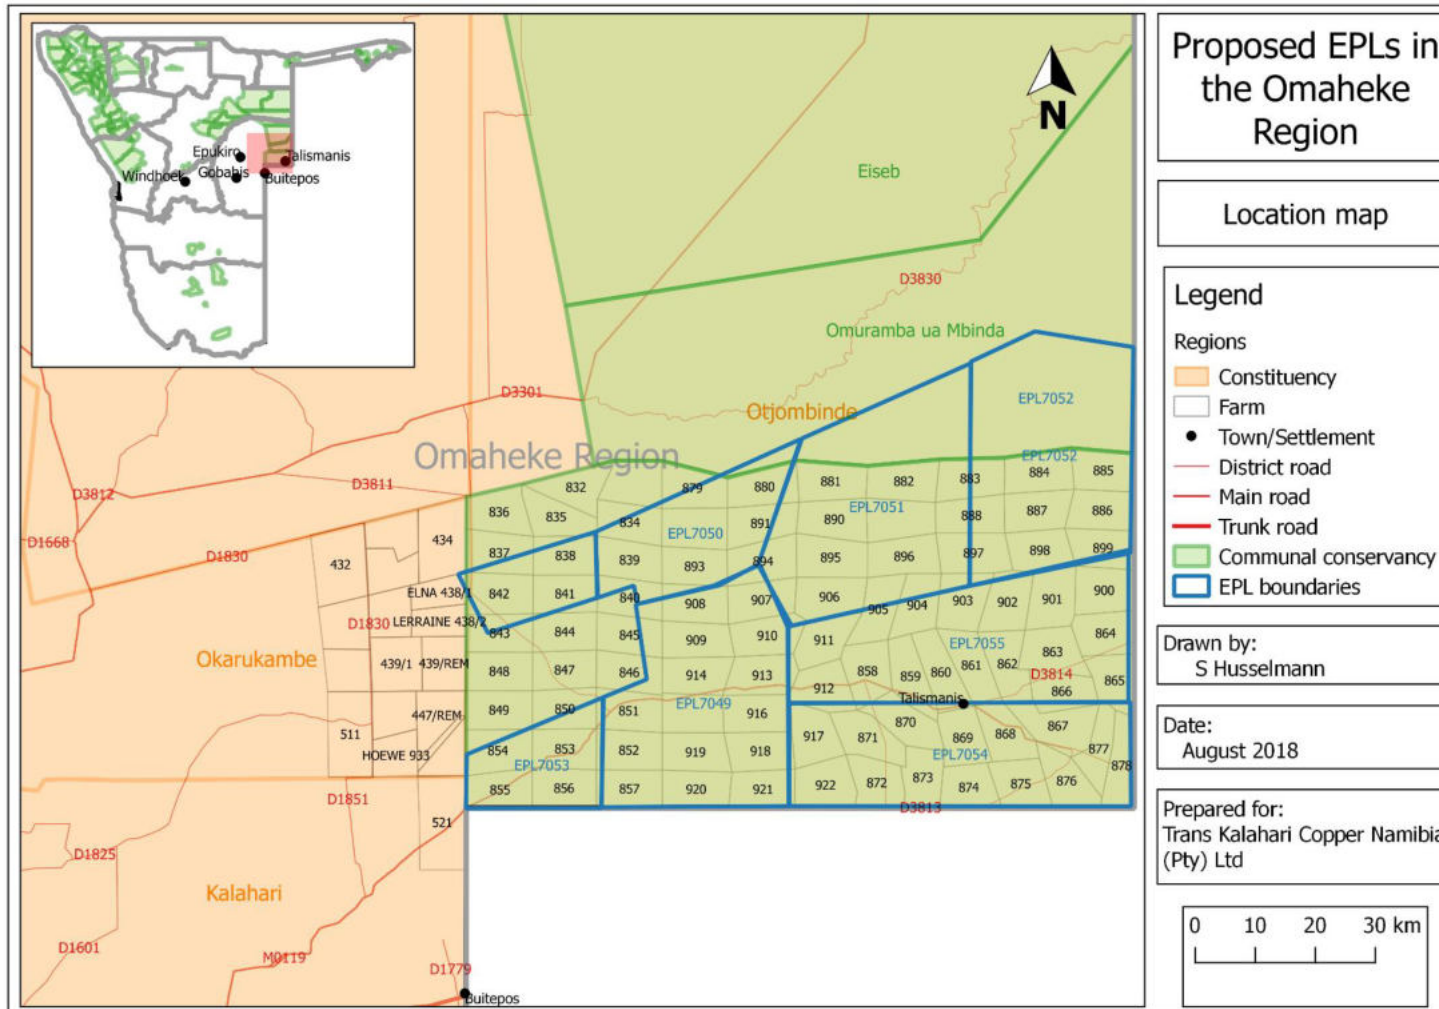 Epukiro
Talismanis
Windhoek
Gobabis
Buitepos
N
Eiseb
D3830
Omuramba ua Mbinda
EPL7052
D3301
Otjombinde
Omaheke Region
EPL7052
D3811
D3812
D1668
D1830
832
879
880
881
882
883
884
885
836
835
834
EPL7050
891
890
EPL7051
888
887
886
434
432
837
838
839
893
894
895
896
897
898
899
ELNA 438/1
842
841
840
908
907
906
905
904
903
902
901
900
D1830
LERRAINE 438/2
843
844
845
909
910
911
EPL7055
864
Okarukambe
439/1
439/REM
848
847
846
914
913
912
858
859
860
861
862
863
D3814
865
866
Talismanis
447/REM
849
850
851
EPL7049
916
870
867
511
HOEWE 933
854
853
852
919
918
917
871
869
868
EPL7054
877
878
EPL7053
855
856
857
920
921
922
872
873
874
875
876
D1851
D3813
521
D1825
Kalahari
D1601
M0119
D1779
Buitepos
Proposed EPLs in
the Omaheke
Region
Location map
Legend
Regions
Constituency
Farm
Town/Settlement
District road
Main road
Trunk road
Communal conservancy
EPL boundaries
Drawn by:
S Husselmann
Date:
August 2018
Prepared for:
Trans Kalahari Copper Namibia
(Pty) Ltd
0 10 20 30 km